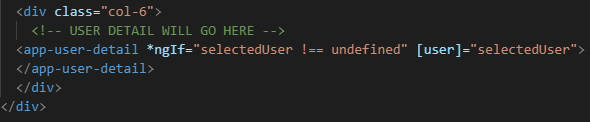 <div class="col-6">
<!-- USER DETAIL WILL GO HERE -->
<app-user-detail *ngIf="selectedUser !== undefined" [user]="selectedUser">
</app-user-detail>
</div>
</div>